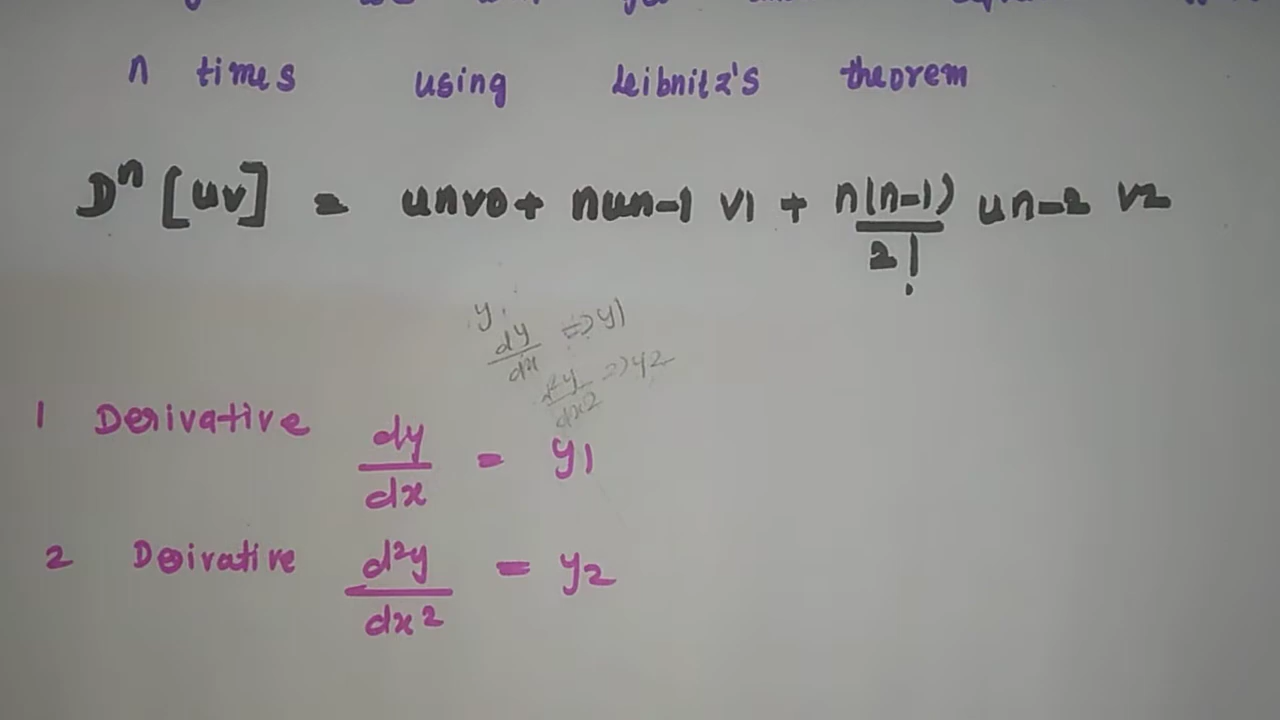 n times using Leibnitz's theorem
Dⁿ [uv] = unv0 + nun-1 v1 + n(n-1)/2! un-2 v2
y
dy/dx => y1
d²y/dx2 => y2
1 Derivative dy/dx = y1
2 Derivative d²y/dx² = y2